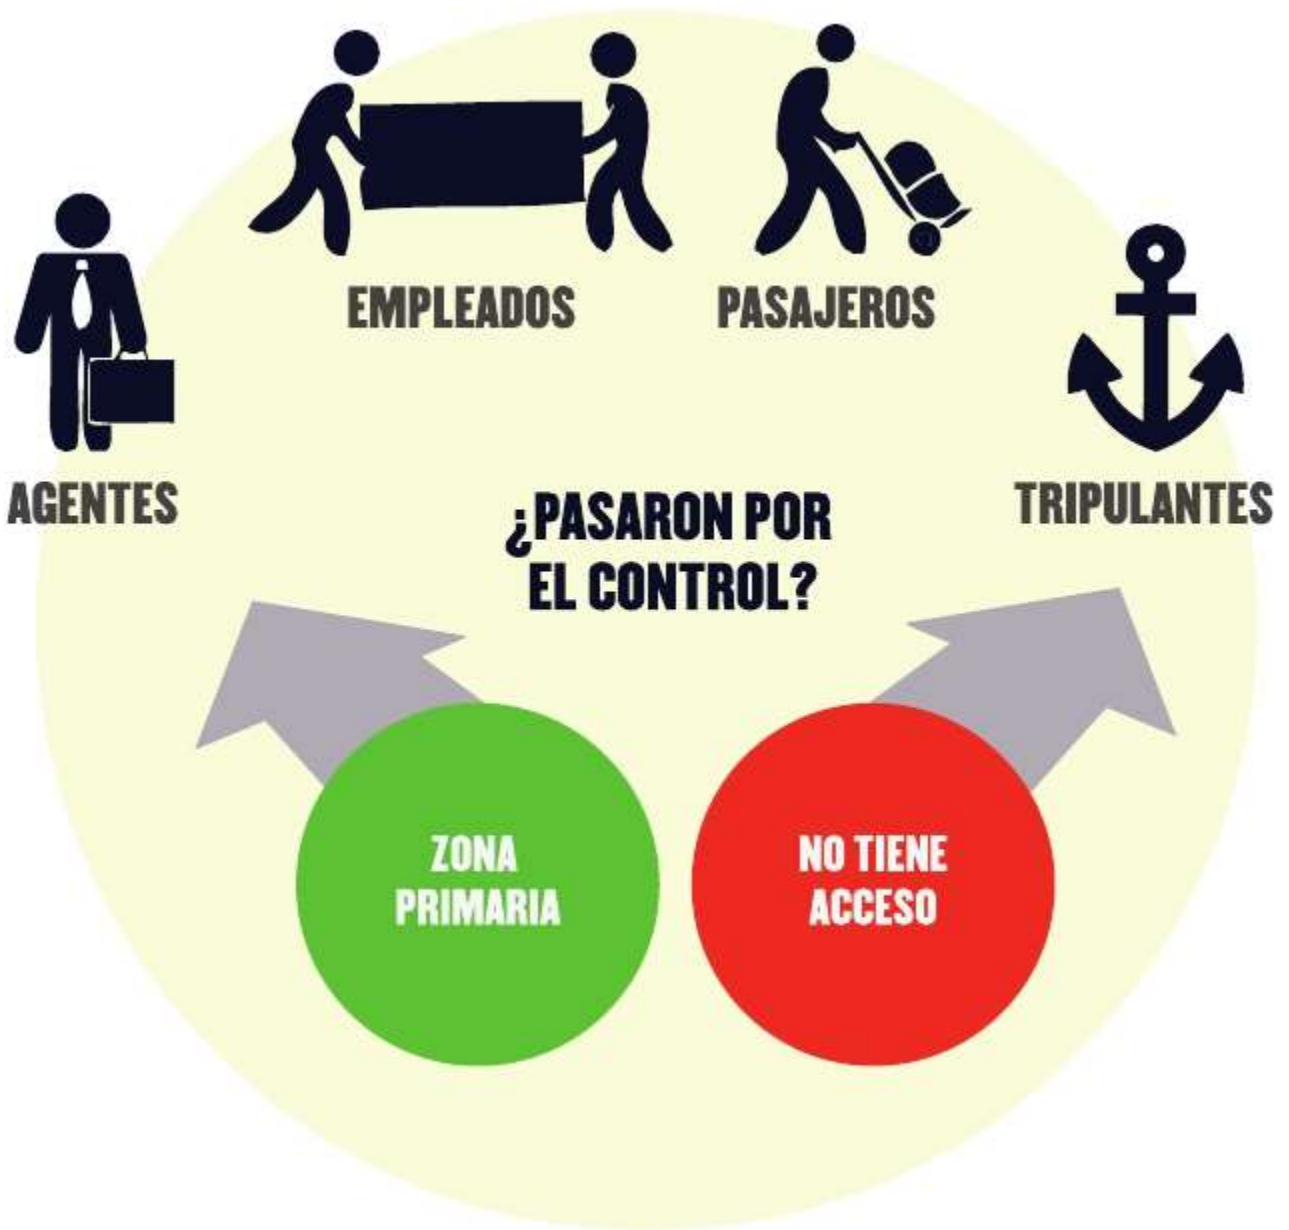 EMPLEADOS
PASAJEROS
AGENTES
TRIPULANTES
¿PASARON POR
EL CONTROL?
ZONA
PRIMARIA
NO TIENE
ACCESO